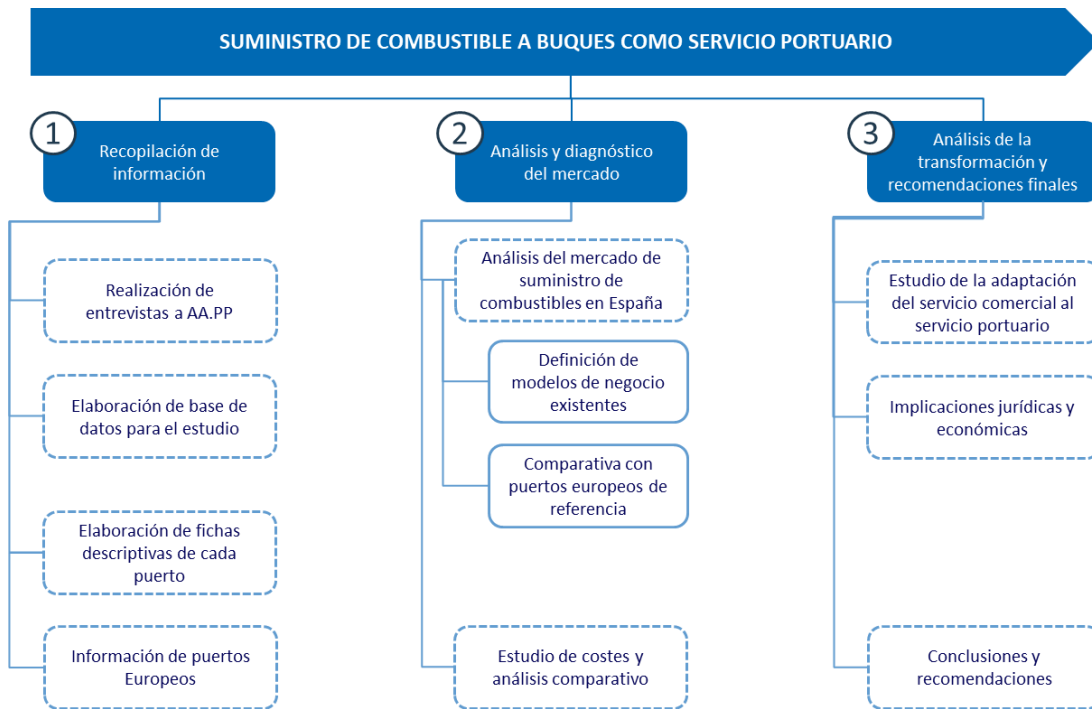 SUMINISTRO DE COMBUSTIBLE A BUQUES COMO SERVICIO PORTUARIO
1
Recopilación de
información
Realización de
entrevistas a AA.PP
Elaboración de base de
datos para el estudio
Elaboración de fichas
descriptivas de cada
puerto
Información de puertos
Europeos
2
Análisis y diagnóstico
del mercado
Análisis del mercado de
suministro de
combustibles en España
Definición de
modelos de negocio
existentes
Comparativa con
puertos europeos de
referencia
Estudio de costes y
análisis comparativo
3
Análisis de la
transformación y
recomendaciones finales
Estudio de la adaptación
del servicio comercial al
servicio portuario
Implicaciones jurídicas y
económicas
Conclusiones y
recomendaciones